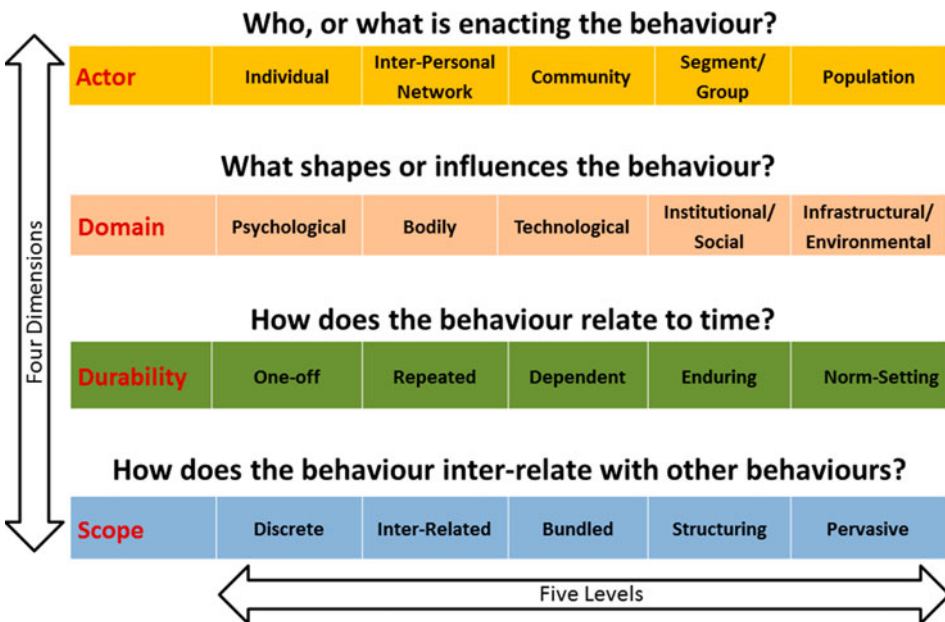 Who, or what is enacting the behaviour?
Actor Individual Inter-Personal Network Community Segment/ Group Population
What shapes or influences the behaviour?
Domain Psychological Bodily Technological Institutional/ Social Infrastructural/ Environmental
How does the behaviour relate to time?
Durability One-off Repeated Dependent Enduring Norm-Setting
How does the behaviour inter-relate with other behaviours?
Scope Discrete Inter-Related Bundled Structuring Pervasive
Four Dimensions
Five Levels